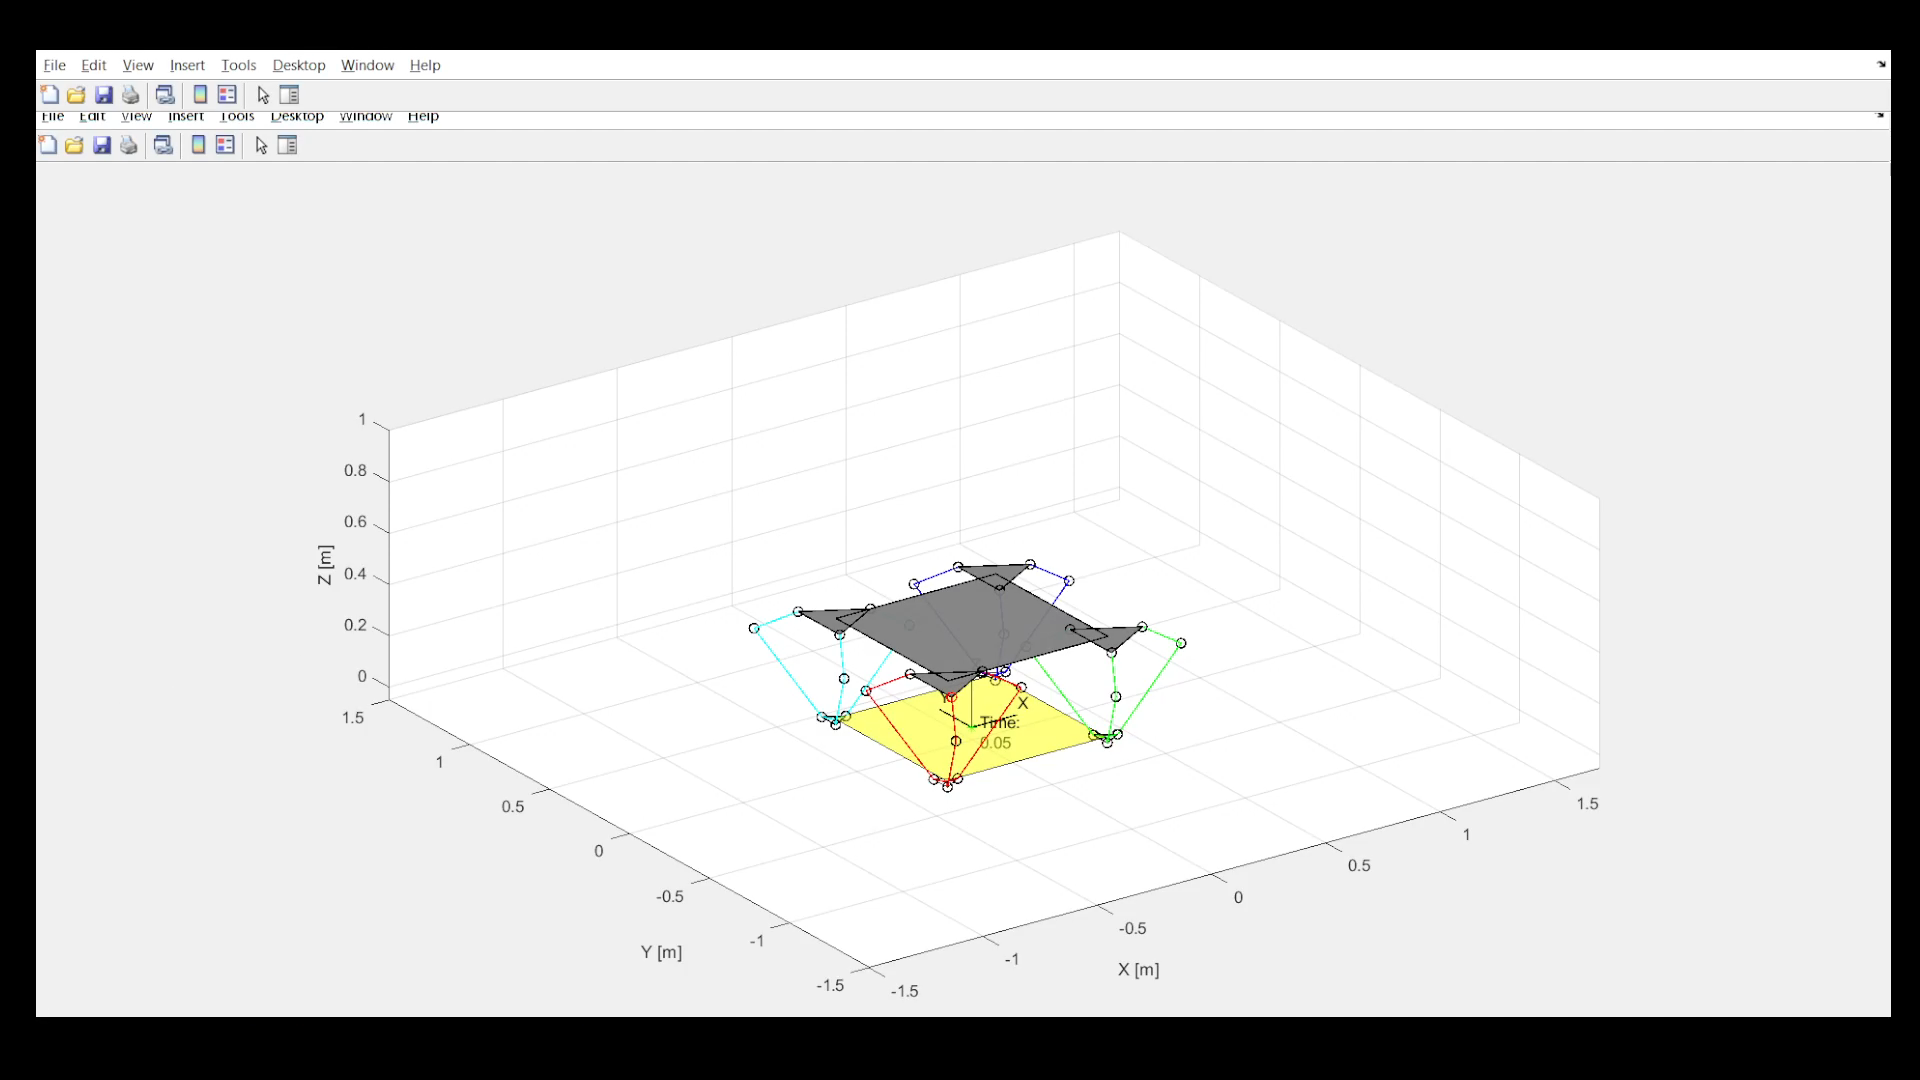 File Edit View Insert Tools Desktop Window Help
File Edit View Insert Tools Desktop Window Help
1
0.8
0.6
0.4
0.2
0
Z [m]
1.5
1
0.5
0
-0.5
-1
-1.5
Y [m]
-1.5
-1
-0.5
0
0.5
1
1.5
X [m]
Y
X
Time:
0.05